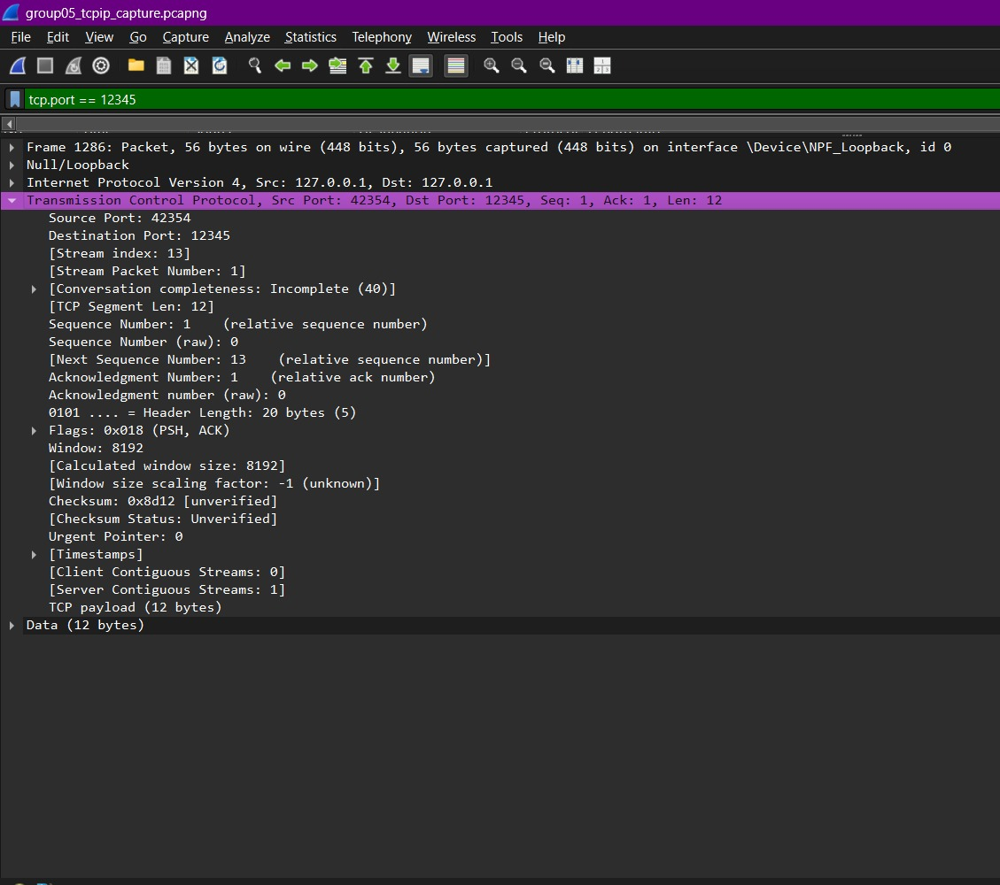 group05_tcpip_capture.pcapng
File Edit View Go Capture Analyze Statistics Telephony Wireless Tools Help
tcp.port == 12345
Frame 1286: Packet, 56 bytes on wire (448 bits), 56 bytes captured (448 bits) on interface \Device\NPF_Loopback, id 0
Null/Loopback
Internet Protocol Version 4, Src: 127.0.0.1, Dst: 127.0.0.1
Transmission Control Protocol, Src Port: 42354, Dst Port: 12345, Seq: 1, Ack: 1, Len: 12
Source Port: 42354
Destination Port: 12345
[Stream index: 13]
[Stream Packet Number: 1]
[Conversation completeness: Incomplete (40)]
[TCP Segment Len: 12]
Sequence Number: 1    (relative sequence number)
Sequence Number (raw): 0
[Next Sequence Number: 13    (relative sequence number)]
Acknowledgment Number: 1    (relative ack number)
Acknowledgment number (raw): 0
0101 .... = Header Length: 20 bytes (5)
Flags: 0x018 (PSH, ACK)
Window: 8192
[Calculated window size: 8192]
[Window size scaling factor: -1 (unknown)]
Checksum: 0x8d12 [unverified]
[Checksum Status: Unverified]
Urgent Pointer: 0
[Timestamps]
[Client Contiguous Streams: 0]
[Server Contiguous Streams: 1]
TCP payload (12 bytes)
Data (12 bytes)